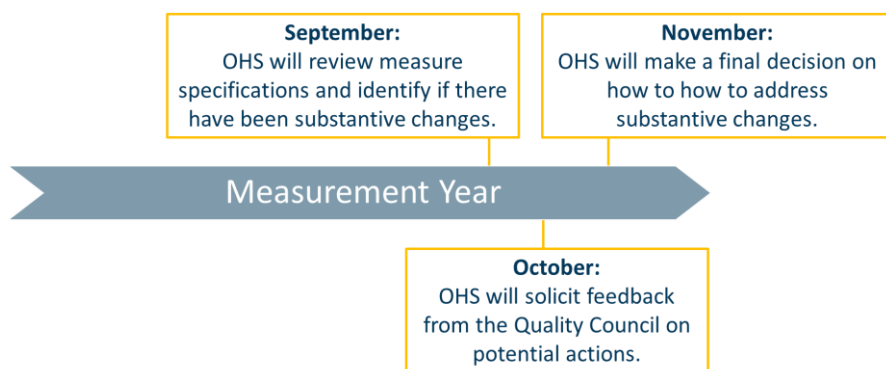 September:
OHS will review measure
specifications and identify if there
have been substantive changes.
November:
OHS will make a final decision on
how to how to address
substantive changes.
Measurement Year
October:
OHS will solicit feedback
from the Quality Council on
potential actions.